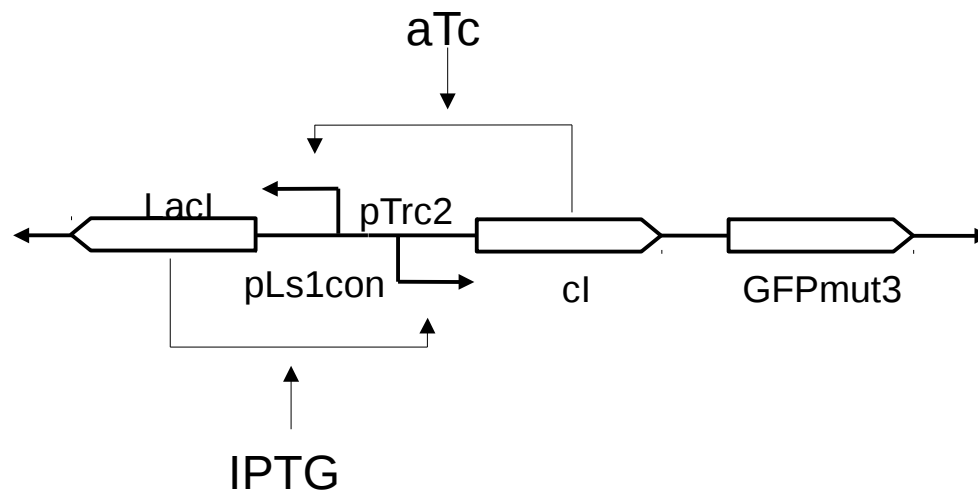 aTc
LacI
pTrc2
pLs1con
cI
GFPmut3
IPTG